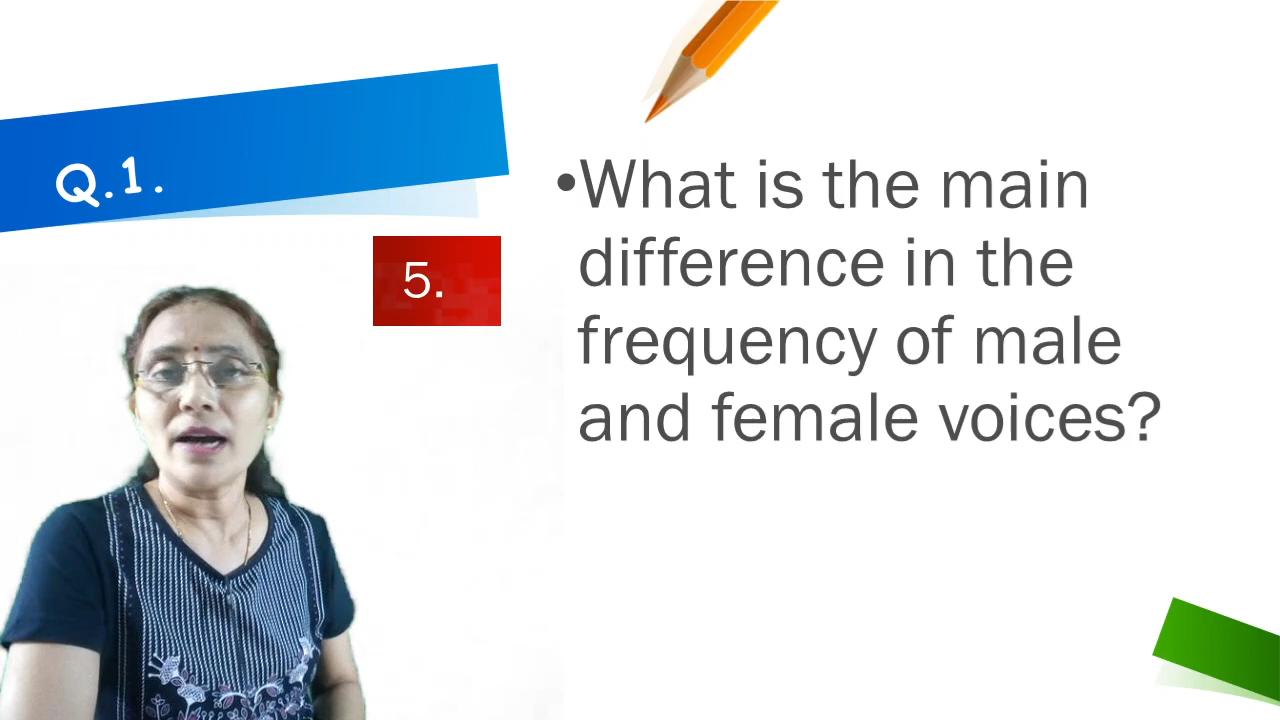 Q.1.
5.
•What is the main
difference in the
frequency of male
and female voices?